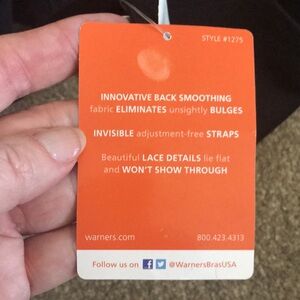 STYLE #1275
INNOVATIVE BACK SMOOTHING
fabric ELIMINATES unsightly BULGES
INVISIBLE adjustment-free STRAPS
Beautiful LACE DETAILS lie flat
and WON'T SHOW THROUGH
warners.com 800.423.4313
Follow us on f @WarnersBrasUSA